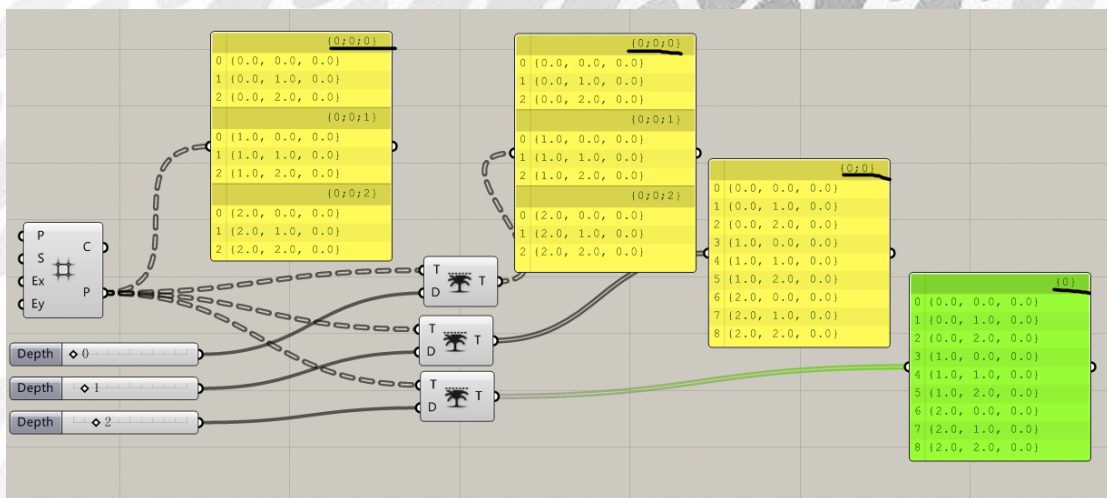 {0;0;0}
0 {0.0, 0.0, 0.0}
1 {0.0, 1.0, 0.0}
2 {0.0, 2.0, 0.0}
{0;0;1}
0 {1.0, 0.0, 0.0}
1 {1.0, 1.0, 0.0}
2 {1.0, 2.0, 0.0}
{0;0;2}
0 {2.0, 0.0, 0.0}
1 {2.0, 1.0, 0.0}
2 {2.0, 2.0, 0.0}
{0;0;0}
0 {0.0, 0.0, 0.0}
1 {0.0, 1.0, 0.0}
2 {0.0, 2.0, 0.0}
{0;0;1}
0 {1.0, 0.0, 0.0}
1 {1.0, 1.0, 0.0}
2 {1.0, 2.0, 0.0}
{0;0;2}
0 {2.0, 0.0, 0.0}
1 {2.0, 1.0, 0.0}
2 {2.0, 2.0, 0.0}
{0;0}
0 {0.0, 0.0, 0.0}
1 {0.0, 1.0, 0.0}
2 {0.0, 2.0, 0.0}
3 {1.0, 0.0, 0.0}
4 {1.0, 1.0, 0.0}
5 {1.0, 2.0, 0.0}
6 {2.0, 0.0, 0.0}
7 {2.0, 1.0, 0.0}
8 {2.0, 2.0, 0.0}
{0}
0 {0.0, 0.0, 0.0}
1 {0.0, 1.0, 0.0}
2 {0.0, 2.0, 0.0}
3 {1.0, 0.0, 0.0}
4 {1.0, 1.0, 0.0}
5 {1.0, 2.0, 0.0}
6 {2.0, 0.0, 0.0}
7 {2.0, 1.0, 0.0}
8 {2.0, 2.0, 0.0}
P
S
Ex
Ey
C
P
T
D
T
T
D
T
T
D
T
Depth 0
Depth 1
Depth 2